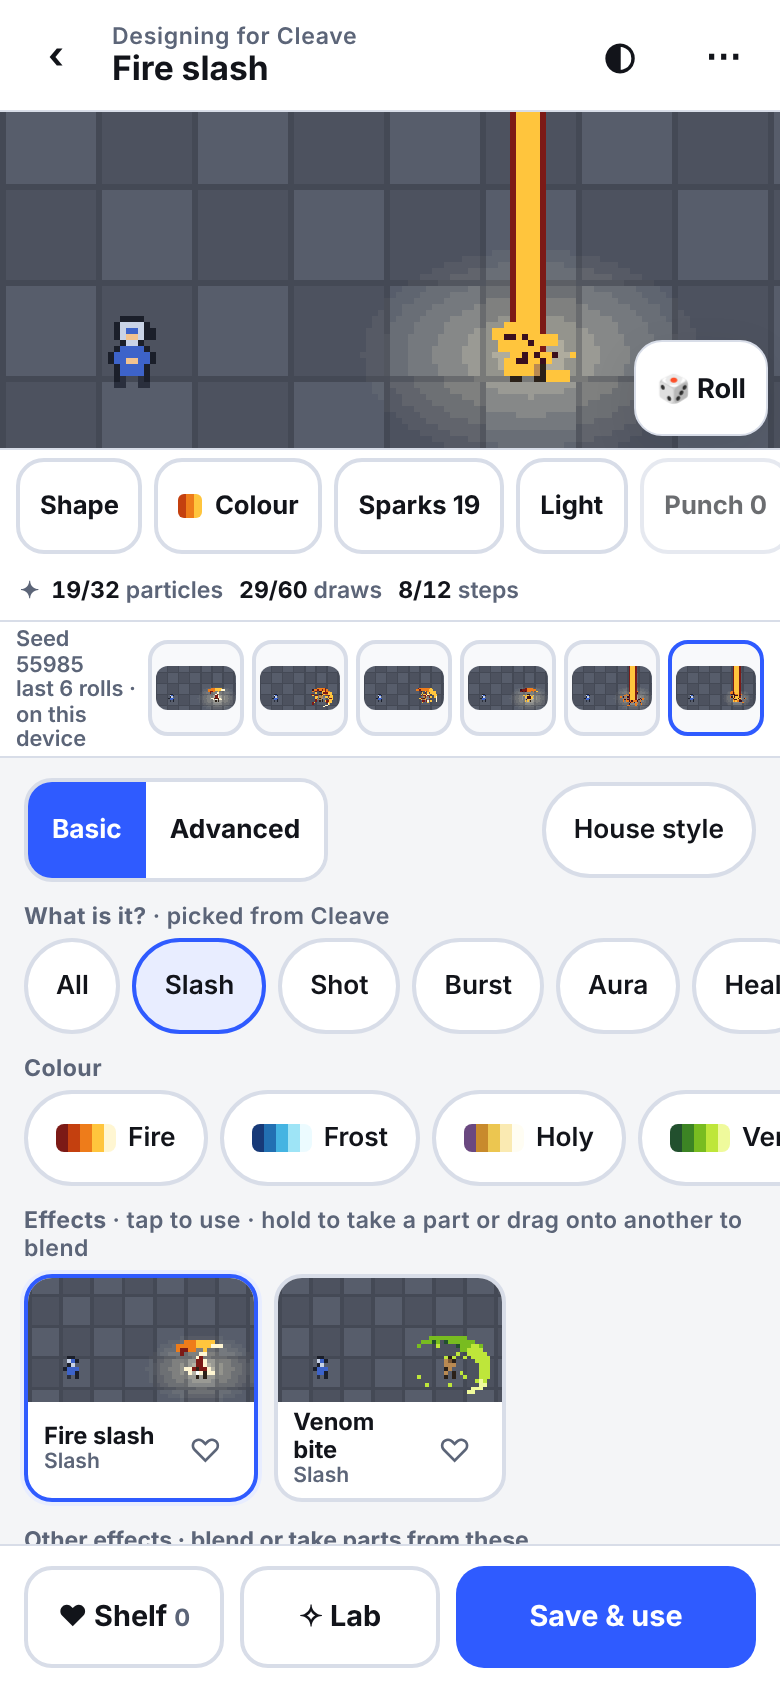 Designing for Cleave
Fire slash
Roll
Shape
Colour
Sparks 19
Light
Punch 0
19/32 particles 29/60 draws 8/12 steps
Seed
55985
last 6 rolls ·
on this
device
Basic
Advanced
House style
What is it? · picked from Cleave
All
Slash
Shot
Burst
Aura
Heal
Colour
Fire
Frost
Holy
Ver
Effects · tap to use · hold to take a part or drag onto another to
blend
Fire slash
Slash
Venom
bite
Slash
Other effects · blend or take parts from these
Shelf 0
Lab
Save & use